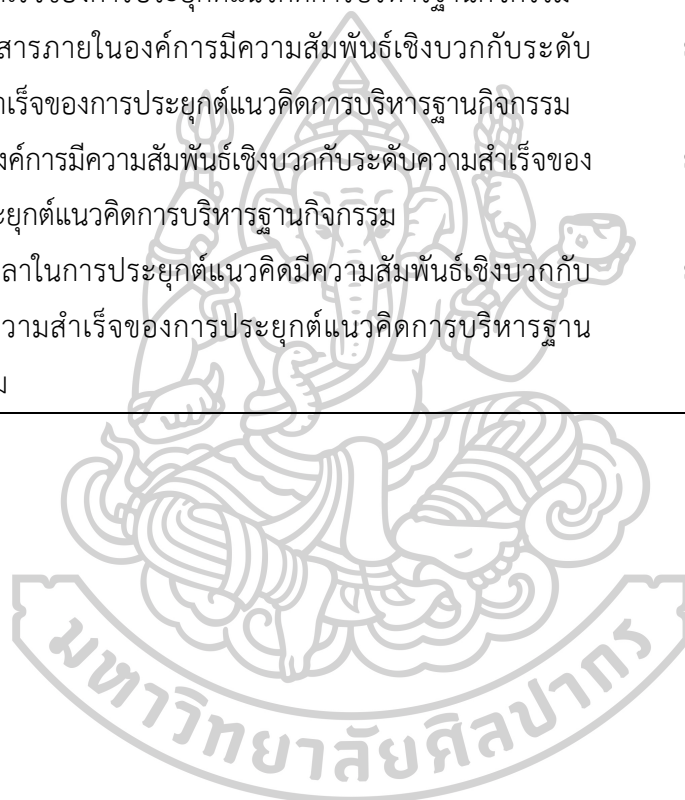 สารภายในองค์การมีความสัมพันธ์เชิงบวกกับระดับ
ำเร็จของการประยุกต์แนวคิดการบริหารฐานกิจกรรม
งค์การมีความสัมพันธ์เชิงบวกกับระดับความสำเร็จของ
ะยุกต์แนวคิดการบริหารฐานกิจกรรม
ลาในการประยุกต์แนวคิดมีความสัมพันธ์เชิงบวกกับ
วามสำเร็จของการประยุกต์แนวคิดการบริหารฐาน
ม
มหาวิทยาลัยศิลปากร